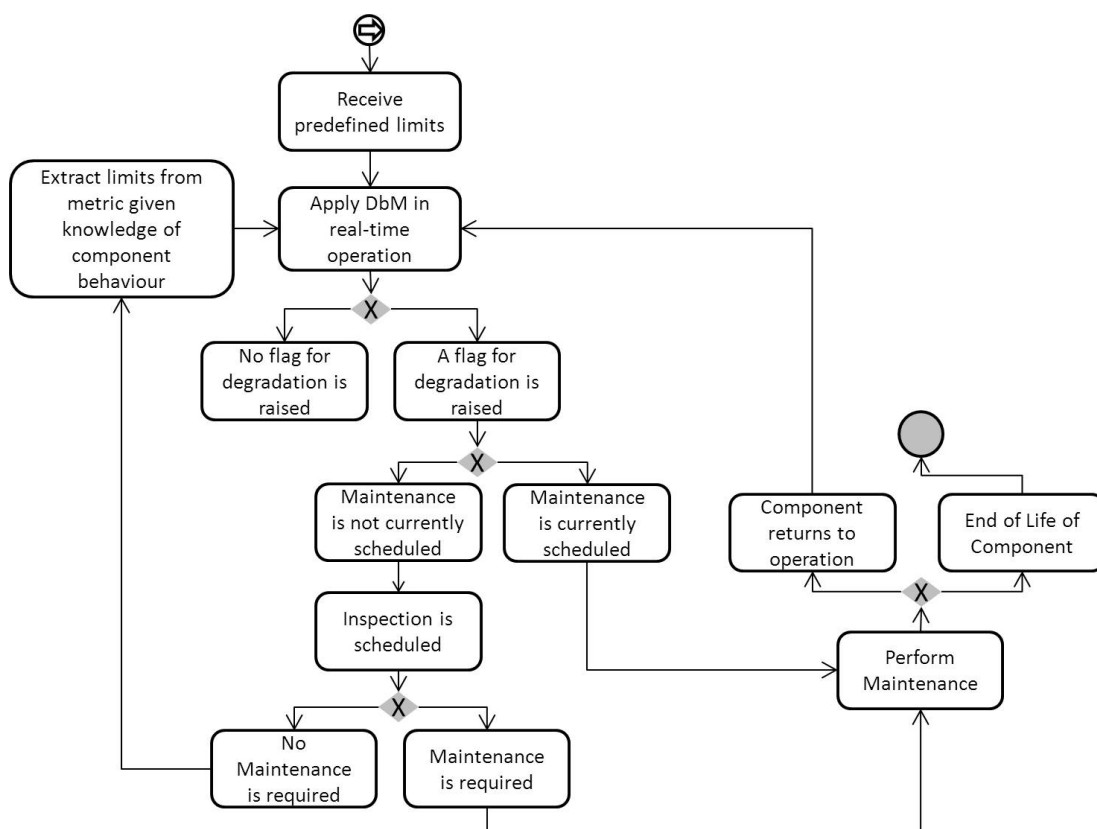 Receive
predefined limits
Extract limits from
metric given
knowledge of
component
behaviour
Apply DbM in
real-time
operation
X
No flag for
degradation is
raised
A flag for
degradation is
raised
X
Maintenance
is not currently
scheduled
Maintenance
is currently
scheduled
Component
returns to
operation
End of Life of
Component
X
Inspection is
scheduled
Perform
Maintenance
X
No
Maintenance
is required
Maintenance
is required